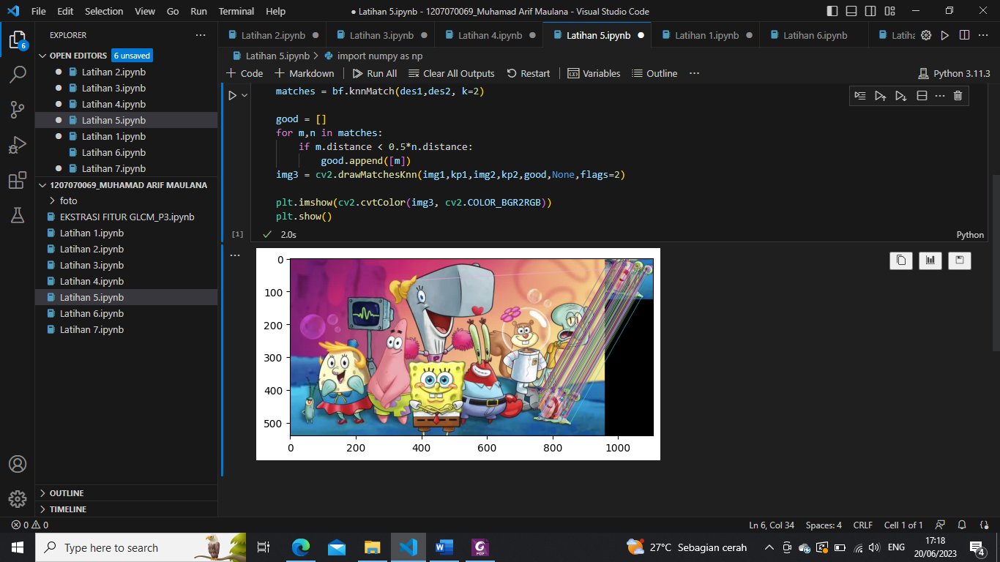 File Edit Selection View Go Run Terminal Help
● Latihan 5.ipynb - 1207070069_Muhamad Arif Maulana - Visual Studio Code
EXPLORER
OPEN EDITORS 6 unsaved
Latihan 2.ipynb
Latihan 3.ipynb
Latihan 4.ipynb
Latihan 5.ipynb
Latihan 1.ipynb
Latihan 6.ipynb
Latihan 7.ipynb
1207070069_MUHAMAD ARIF MAULANA
foto
EKSTRASI FITUR GLCM_P3.ipynb
Latihan 1.ipynb
Latihan 2.ipynb
Latihan 3.ipynb
Latihan 4.ipynb
Latihan 5.ipynb
Latihan 6.ipynb
Latihan 7.ipynb
OUTLINE
TIMELINE
6
Latihan 2.ipynb Latihan 3.ipynb Latihan 4.ipynb Latihan 5.ipynb Latihan 1.ipynb Latihan 6.ipynb Latiha
Latihan 5.ipynb > import numpy as np
Code Markdown Run All Clear All Outputs Restart Variables Outline Python 3.11.3
matches = bf.knnMatch(des1,des2, k=2)
good = []
for m,n in matches:
if m.distance < 0.5*n.distance:
good.append([m])
img3 = cv2.drawMatchesKnn(img1,kp1,img2,kp2,good,None,flags=2)
plt.imshow(cv2.cvtColor(img3, cv2.COLOR_BGR2RGB))
plt.show()
[1] 2.0s Python
0
100
200
300
400
500
0 200 400 600 800 1000
0 0 Ln 6, Col 34 Spaces: 4 CRLF Cell 1 of 1
Type here to search
27°C Sebagian cerah
ENG
17:18
20/06/2023
4